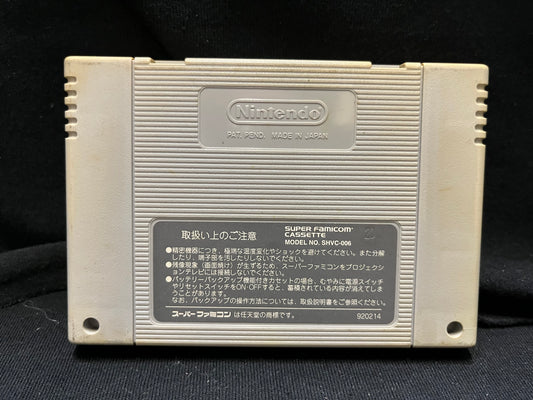 Nintendo
PAT. PEND. MADE IN JAPAN
取扱い上のご注意
SUPER FAMICOM
CASSETTE
MODEL NO. SHVC-006
●精密機器につき、極端な温度変化やショックを避けてください。また分解
したり、端子部を汚したりしないでください。
●残像現象（画面焼け）が生ずるため、スーパーファミコンをプロジェクシ
ョンテレビには接続しないでください。
●バッテリーバックアップ機能付きカセットの場合、むやみに電源スイッチ
やリセットスイッチをON・OFFすると、蓄積されている内容が消えてしま
うことがあります。
なお、バックアップの操作方法については、取扱説明書をご参照ください。
スーパーファミコンは任天堂の商標です。
920214